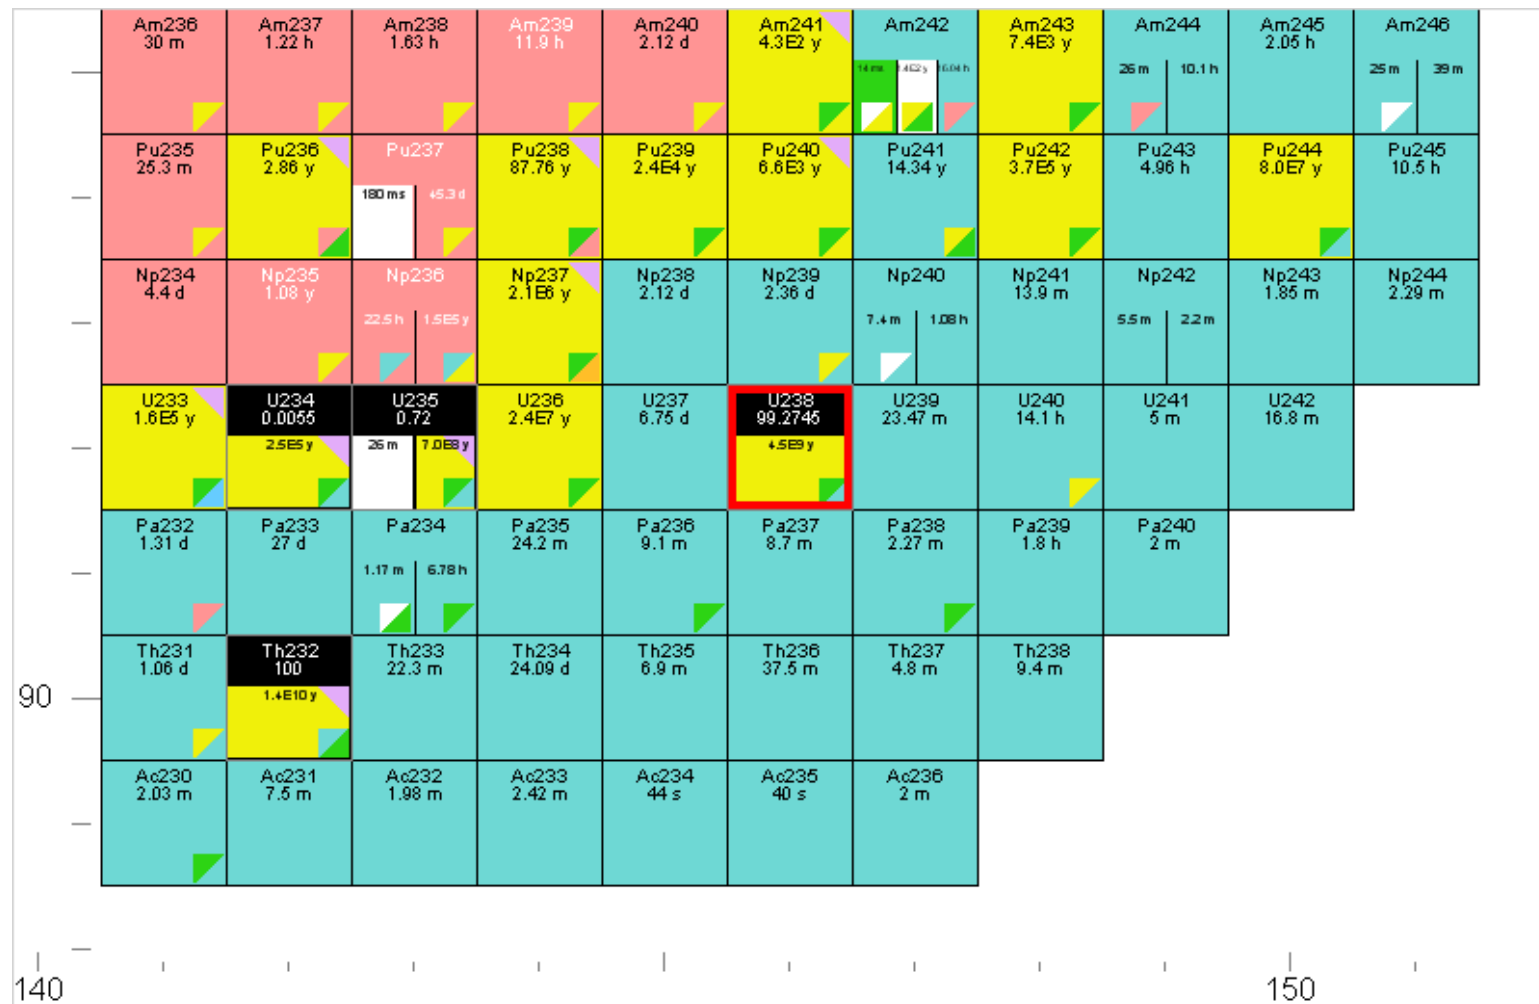 Am236 Am237 Am238 Am239 Am240 Am241 Am242 Am243 Am244 Am245 Am246
30 m 1.22 h 1.63 h 11.9 h 2.12 d 4.3E2 y 7.4E3 y 2.05 h
14 ms 1.4E2 y 16.04 h 26 m 10.1 h 25 m 39 m
Pu235 Pu236 Pu237 Pu238 Pu239 Pu240 Pu241 Pu242 Pu243 Pu244 Pu245
25.3 m 2.86 y 87.76 y 2.4E4 y 6.6E3 y 14.34 y 3.7E5 y 4.96 h 8.0E7 y 10.5 h
180 ms 45.3 d
Np234 Np235 Np236 Np237 Np238 Np239 Np240 Np241 Np242 Np243 Np244
4.4 d 1.08 y 2.1E6 y 2.12 d 2.36 d 13.9 m 1.85 m 2.29 m
22.5 h 1.5E5 y 7.4 m 1.08 h 5.5 m 2.2 m
U233 U234 U235 U236 U237 U238 U239 U240 U241 U242
1.6E5 y 0.0055 0.72 2.4E7 y 6.75 d 99.2745 23.47 m 14.1 h 5 m 16.8 m
2.5E5 y 26 m 7.0E8 y 4.5E9 y
Pa232 Pa233 Pa234 Pa235 Pa236 Pa237 Pa238 Pa239 Pa240
1.31 d 27 d 24.2 m 9.1 m 8.7 m 2.27 m 1.8 h 2 m
1.17 m 6.78 h
Th231 Th232 Th233 Th234 Th235 Th236 Th237 Th238
1.06 d 100 22.3 m 24.09 d 6.9 m 37.5 m 4.8 m 9.4 m
90 1.4E10 y
Ac230 Ac231 Ac232 Ac233 Ac234 Ac235 Ac236
2.03 m 7.5 m 1.98 m 2.42 m 44 s 40 s 2 m
140 150